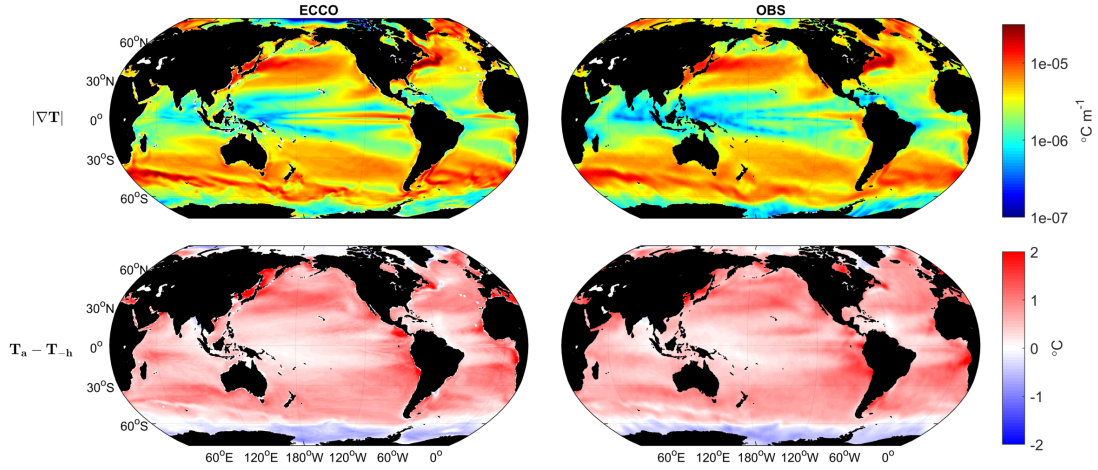 ECCO
OBS
|∇T|
60°N
30°N
0°
30°S
60°S
1e-05
1e-06
1e-07
°C m⁻¹
Tₐ − T₋ₕ
60°N
30°N
0°
30°S
60°S
60°E 120°E 180°W 120°W 60°W 0°
60°E 120°E 180°W 120°W 60°W 0°
2
1
0
-1
-2
°C